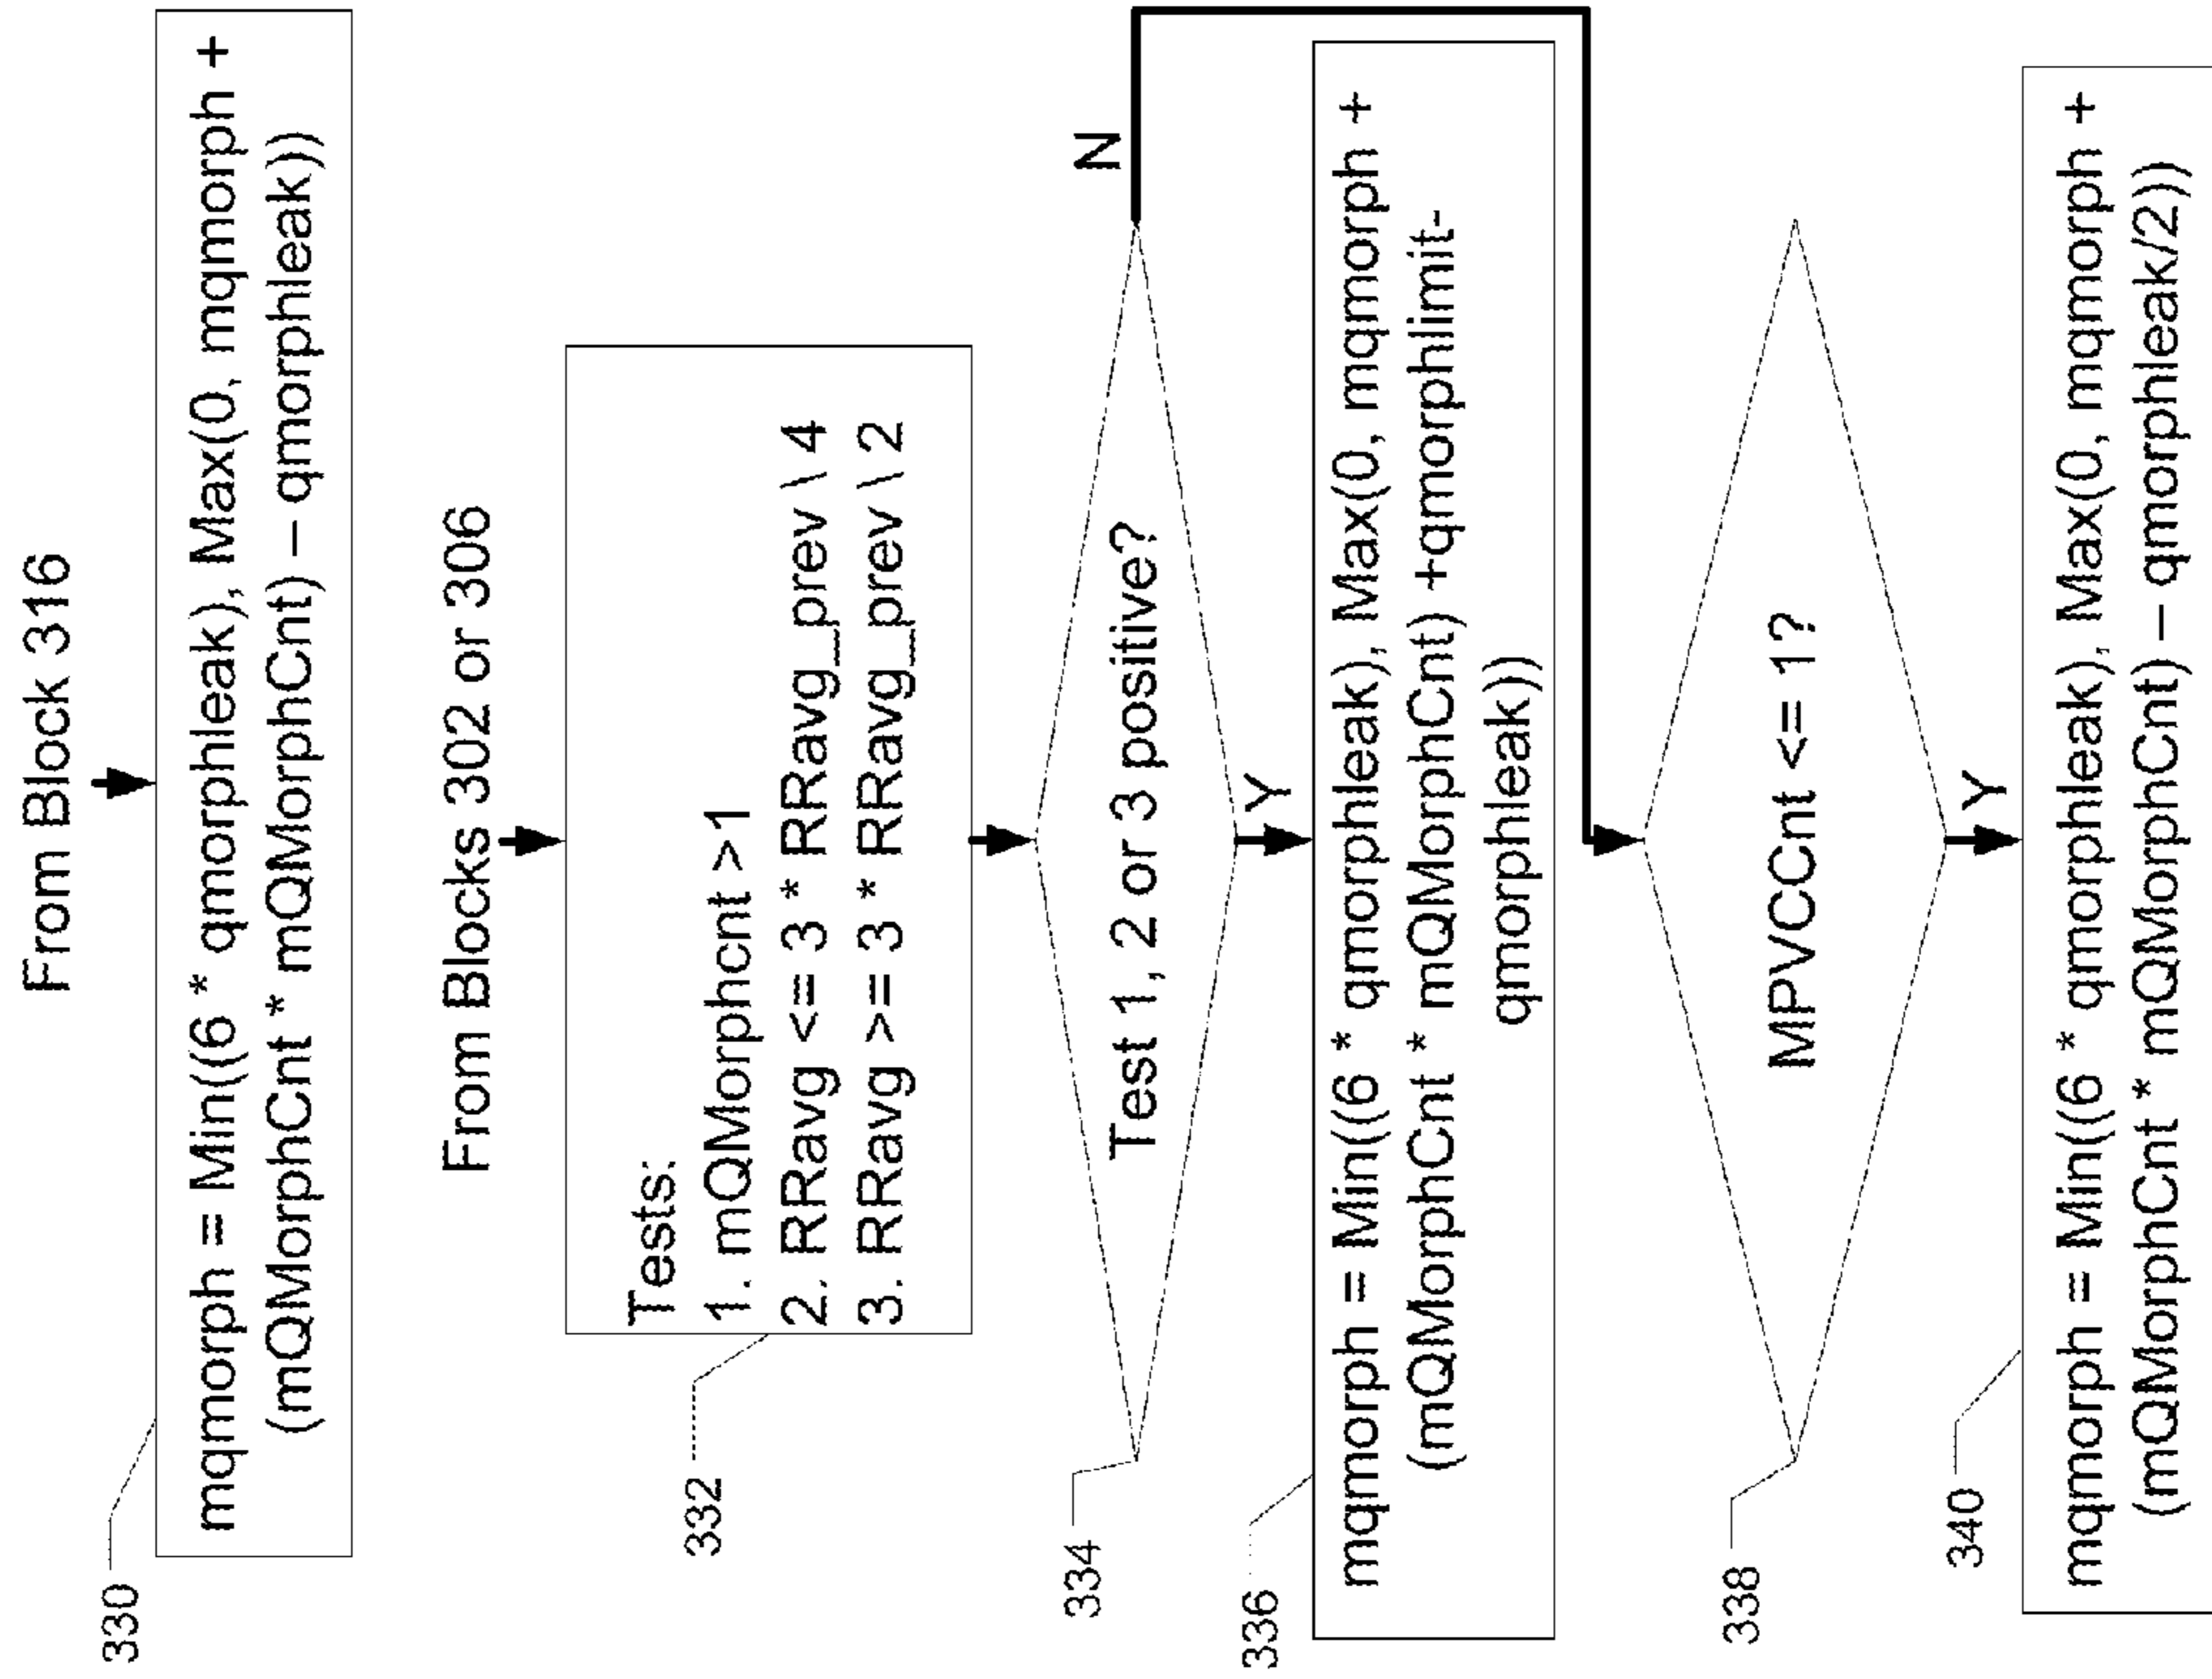 From Block 316
330
mqmorph = Min((6 * qmorphleak), Max(0, mqmorph +
(mQMorphCnt * mQMorphCnt) – qmorphleak))
From Blocks 302 or 306
332
Tests:
1. mQMorphcnt >1
2. RRavg <= 3 * RRavg_prev \ 4
3. RRavg >= 3 * RRavg_prev \ 2
334
Test 1, 2 or 3 positive?
N
Y
336
mqmorph = Min((6 * qmorphleak), Max(0, mqmorph +
(mQMorphCnt * mQMorphCnt) +qmorphlimit-
qmorphleak))
338
MPVCCnt <= 1?
Y
340
mqmorph = Min((6 * qmorphleak), Max(0, mqmorph +
(mQMorphCnt * mQMorphCnt) – qmorphleak/2))